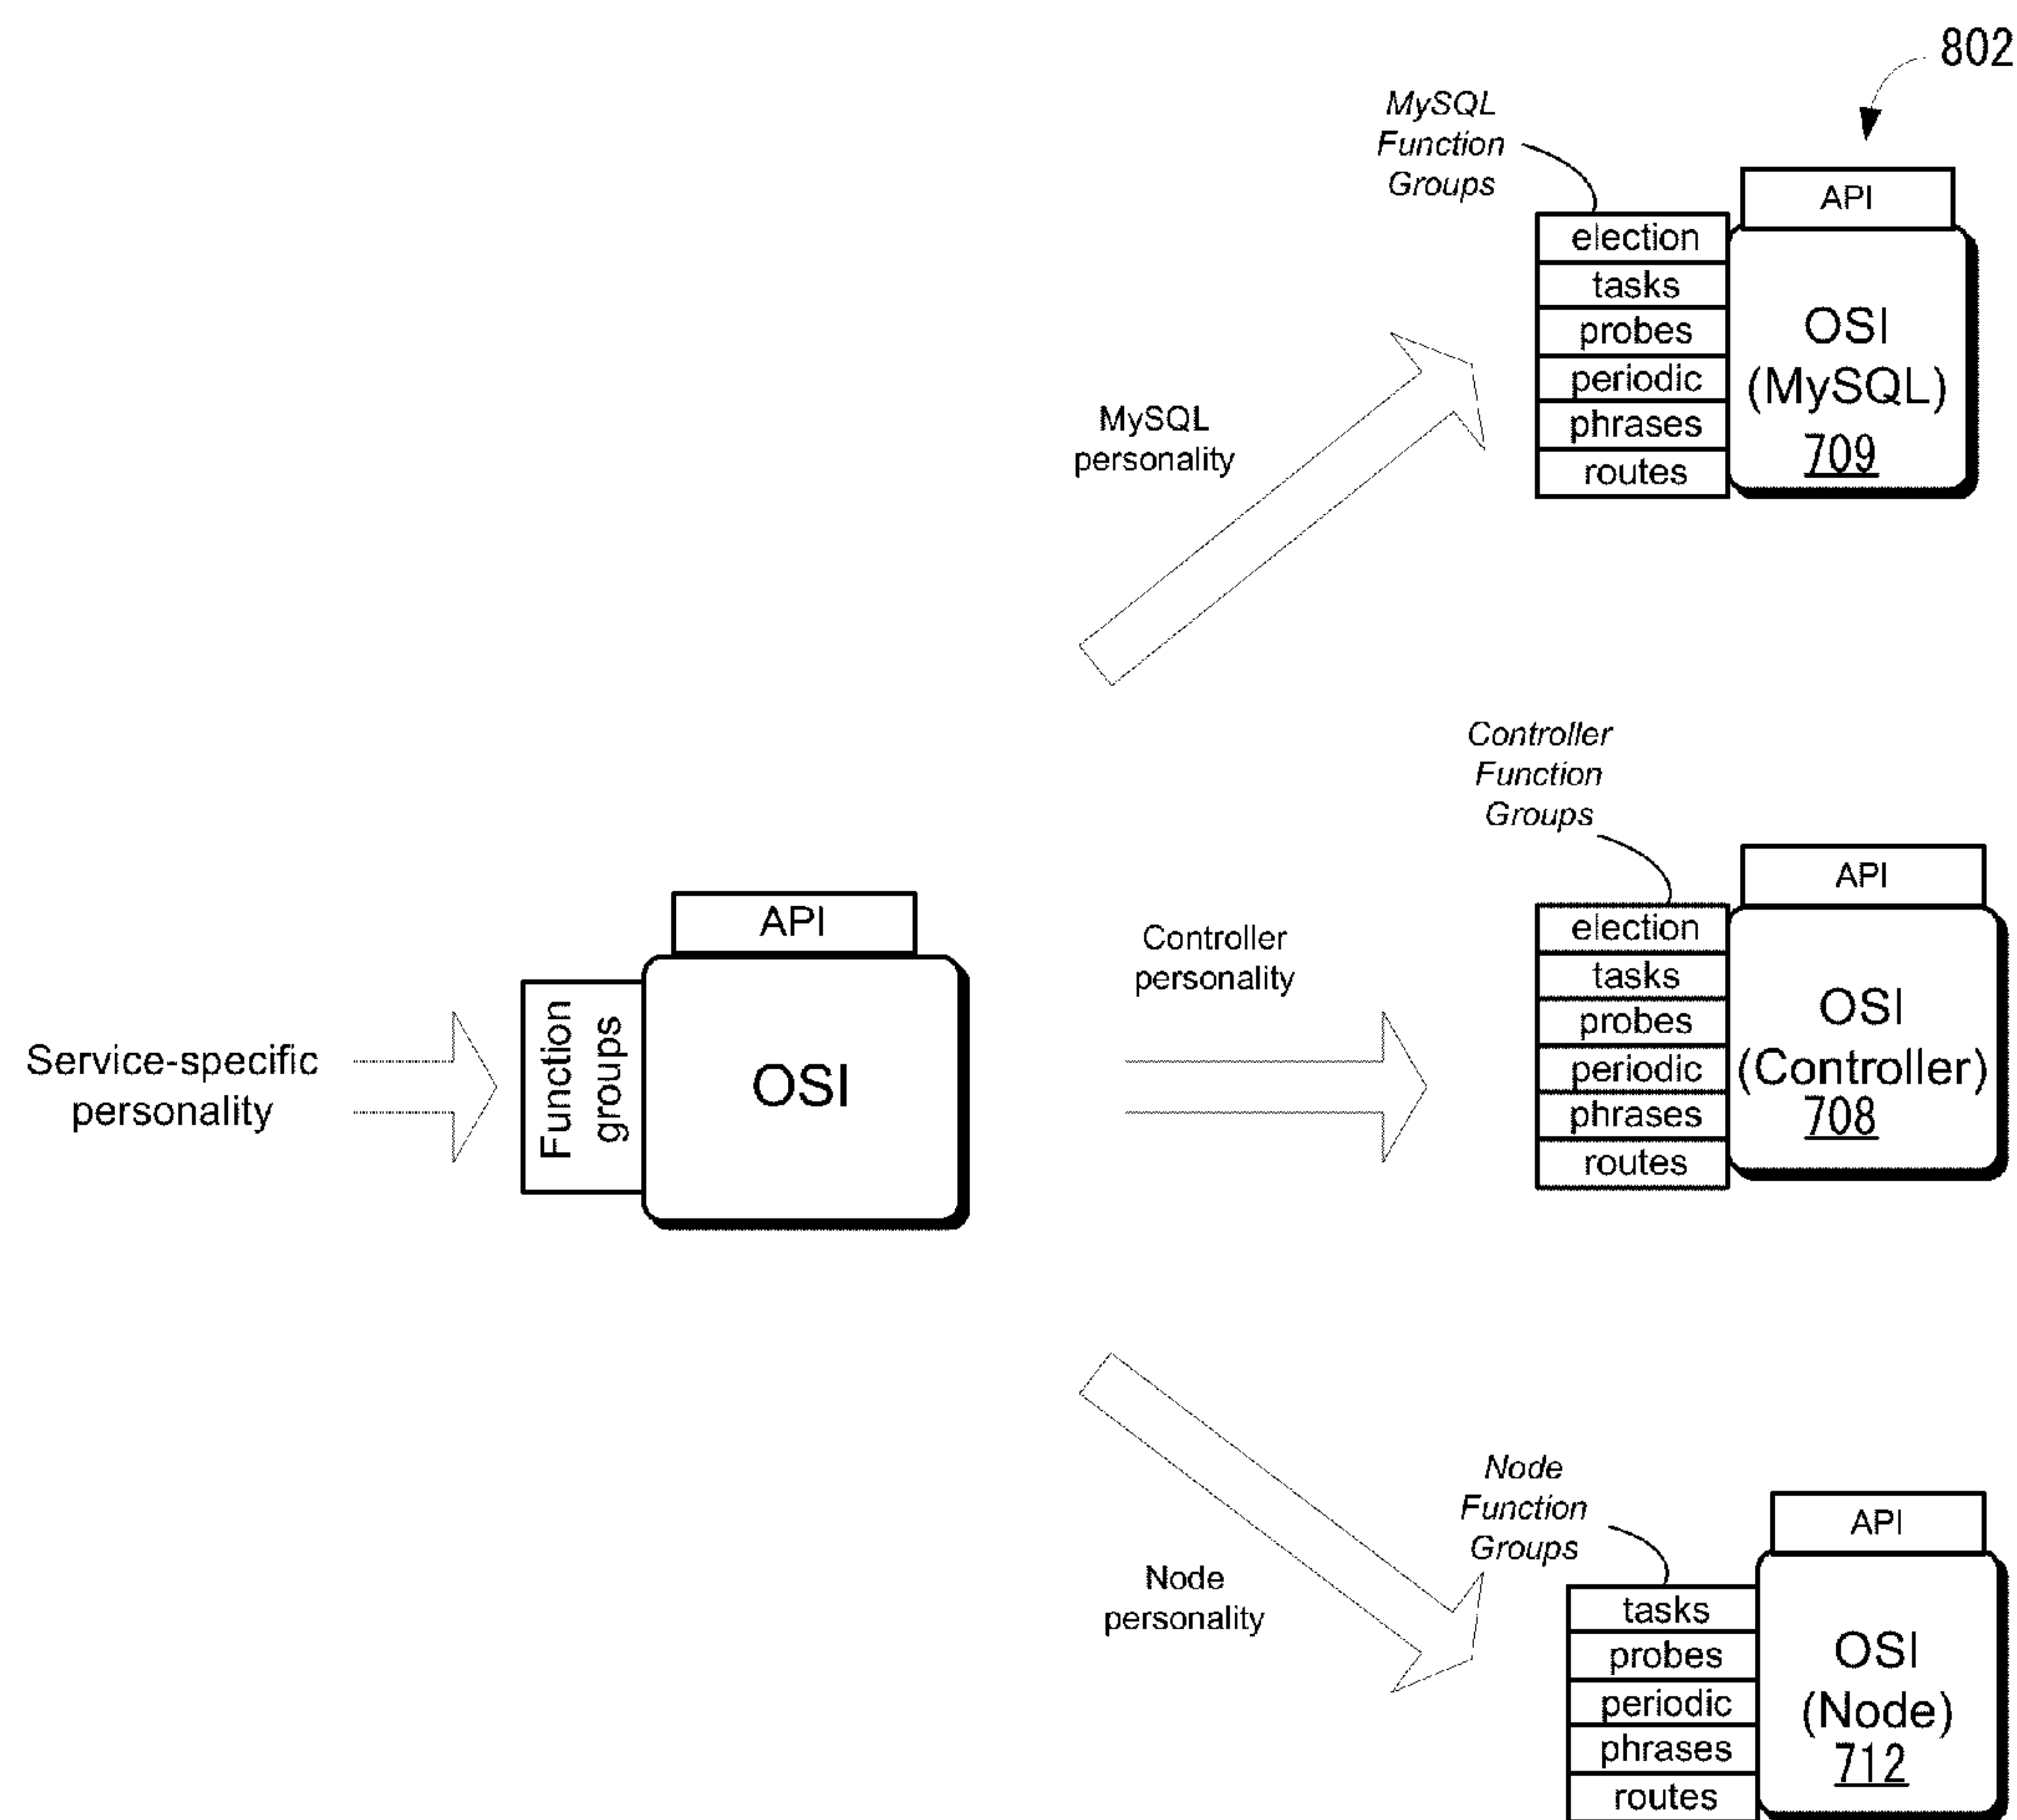 802
MySQL
Function
Groups
API
election
tasks
probes
periodic
phrases
routes
OSI
(MySQL)
709
MySQL
personality
Controller
Function
Groups
API
election
tasks
probes
periodic
phrases
routes
OSI
(Controller)
708
Controller
personality
API
Function
groups
OSI
Service-specific
personality
Node
Function
Groups
API
tasks
probes
periodic
phrases
routes
OSI
(Node)
712
Node
personality